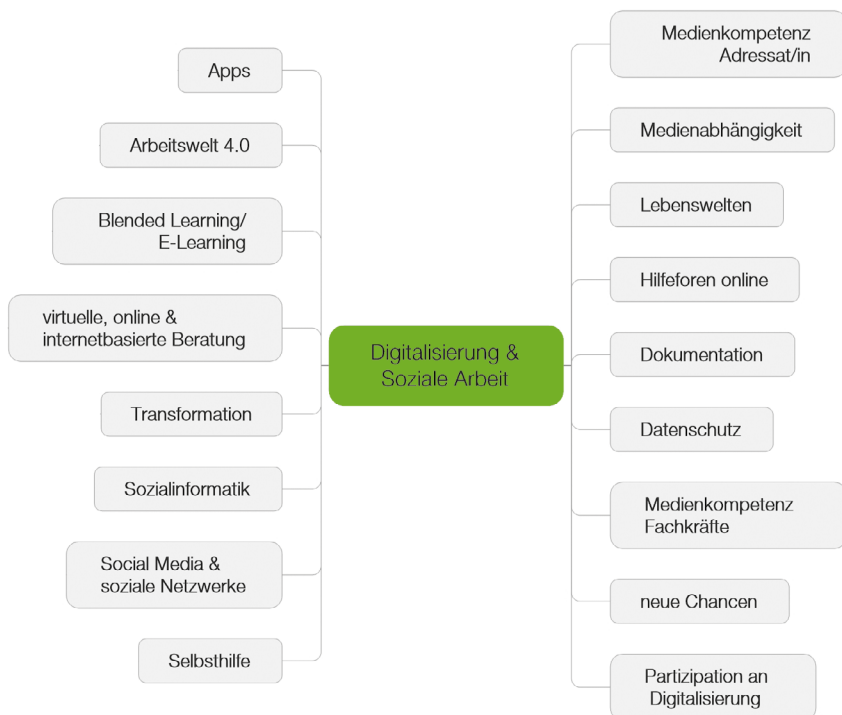 Apps
Arbeitswelt 4.0
Blended Learning/
E-Learning
virtuelle, online &
internetbasierte Beratung
Transformation
Sozialinformatik
Social Media &
soziale Netzwerke
Selbsthilfe
Digitalisierung &
Soziale Arbeit
Medienkompetenz
Adressat/in
Medienabhängigkeit
Lebenswelten
Hilfeforen online
Dokumentation
Datenschutz
Medienkompetenz
Fachkräfte
neue Chancen
Partizipation an
Digitalisierung